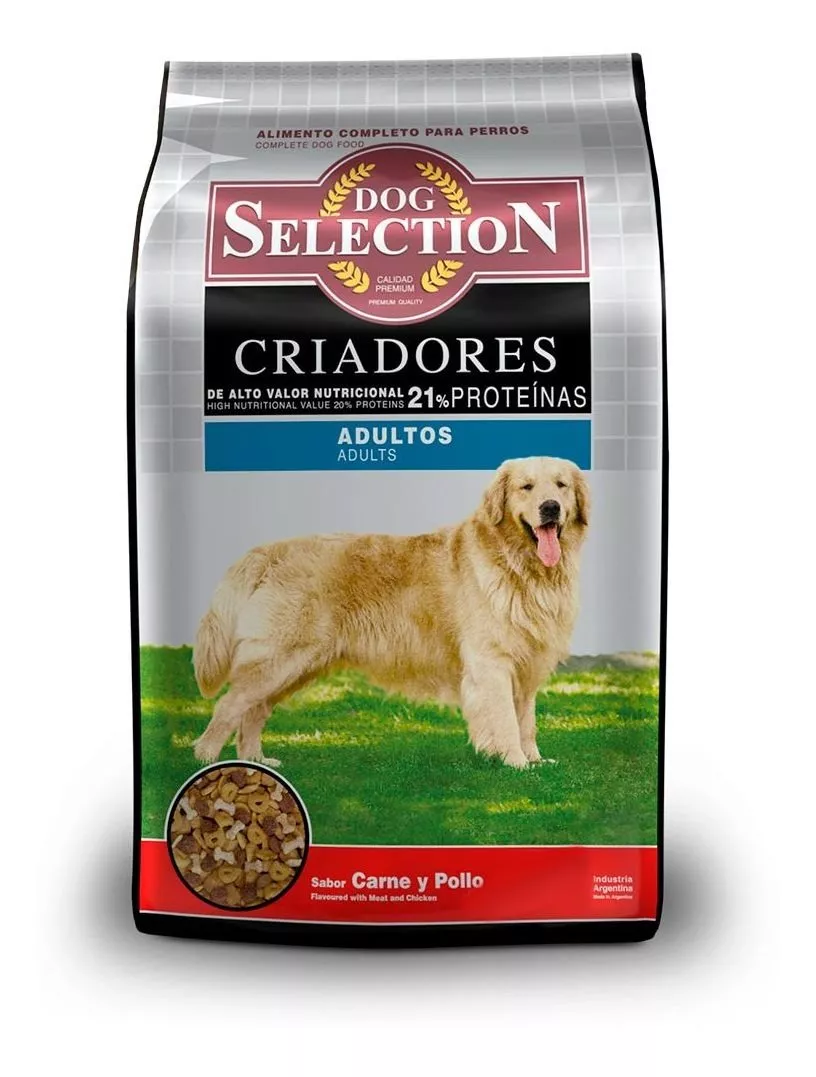 ALIMENTO COMPLETO PARA PERROS
COMPLETE DOG FOOD
DOG
SELECTION
CALIDAD
PREMIUM
PREMIUM QUALITY
CRIADORES
DE ALTO VALOR NUTRICIONAL 21% PROTEÍNAS
HIGH NUTRITIONAL VALUE 20% PROTEINS
ADULTOS
ADULTS
Sabor Carne y Pollo
Flavoured with Meat and Chicken
Industria
Argentina
Made in Argentina